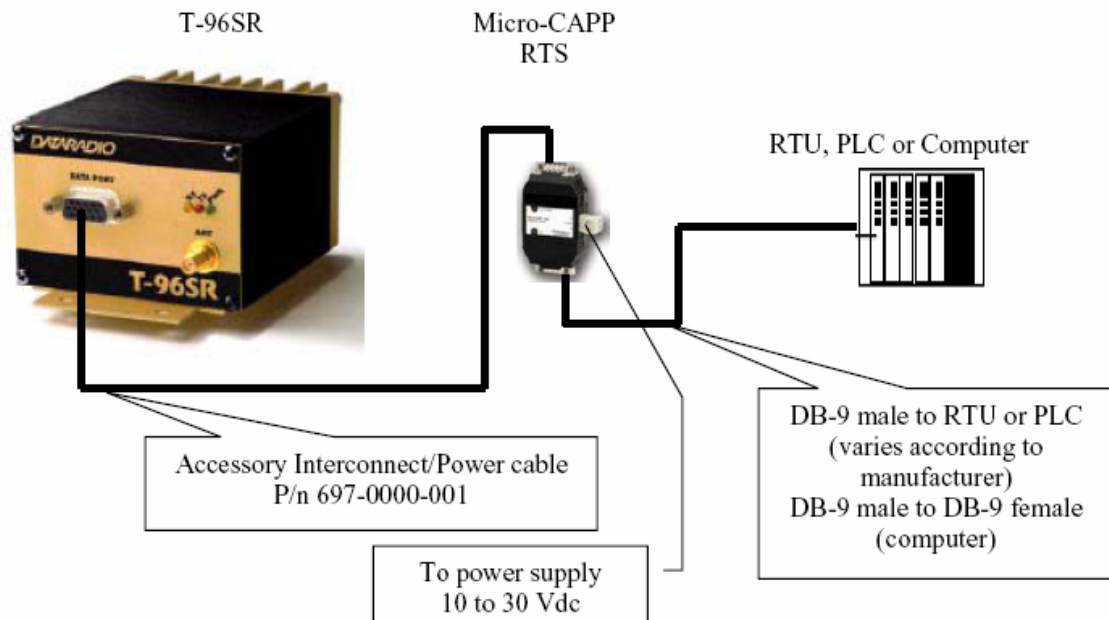 T-96SR
Micro-CAPP
RTS
DATARADIO
DATA PORT
ANT
T-96SR
RTU, PLC or Computer
Accessory Interconnect/Power cable
P/n 697-0000-001
To power supply
10 to 30 Vdc
DB-9 male to RTU or PLC
(varies according to
manufacturer)
DB-9 male to DB-9 female
(computer)